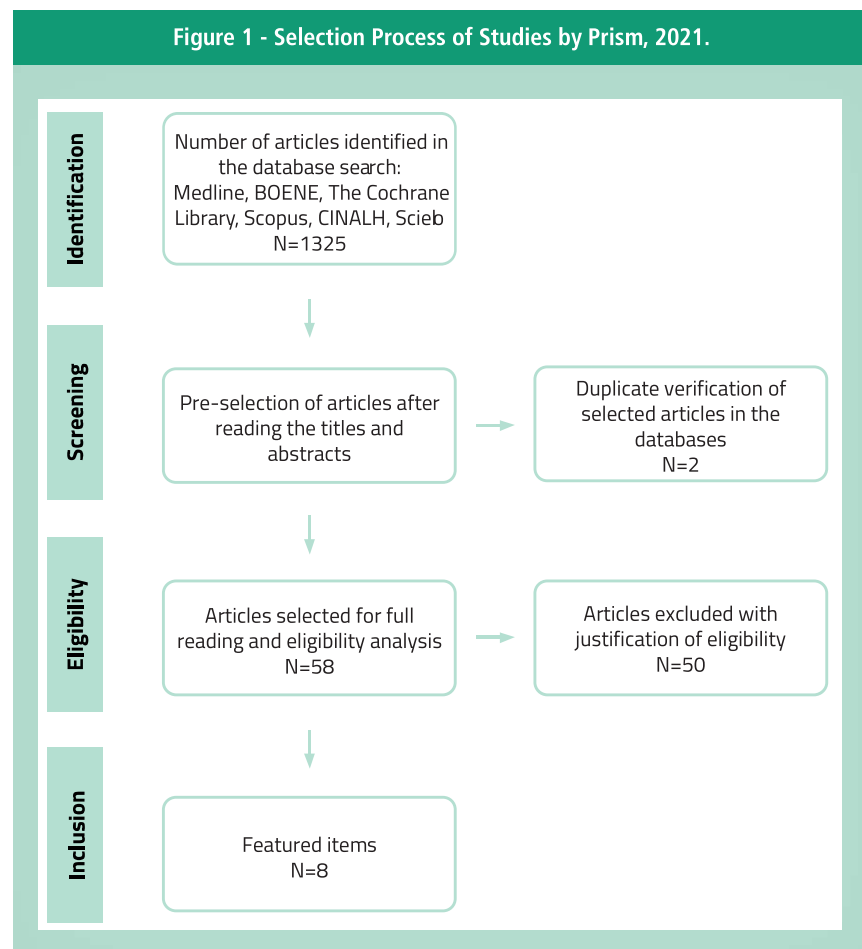 Figure 1 - Selection Process of Studies by Prism, 2021.
Identification
Number of articles identified in
the database search:
Medline, BOENE, The Cochrane
Library, Scopus, CINALH, Scieb
N=1325
Screening
Pre-selection of articles after
reading the titles and
abstracts
Duplicate verification of
selected articles in the
databases
N=2
Eligibility
Articles selected for full
reading and eligibility analysis
N=58
Articles excluded with
justification of eligibility
N=50
Inclusion
Featured items
N=8